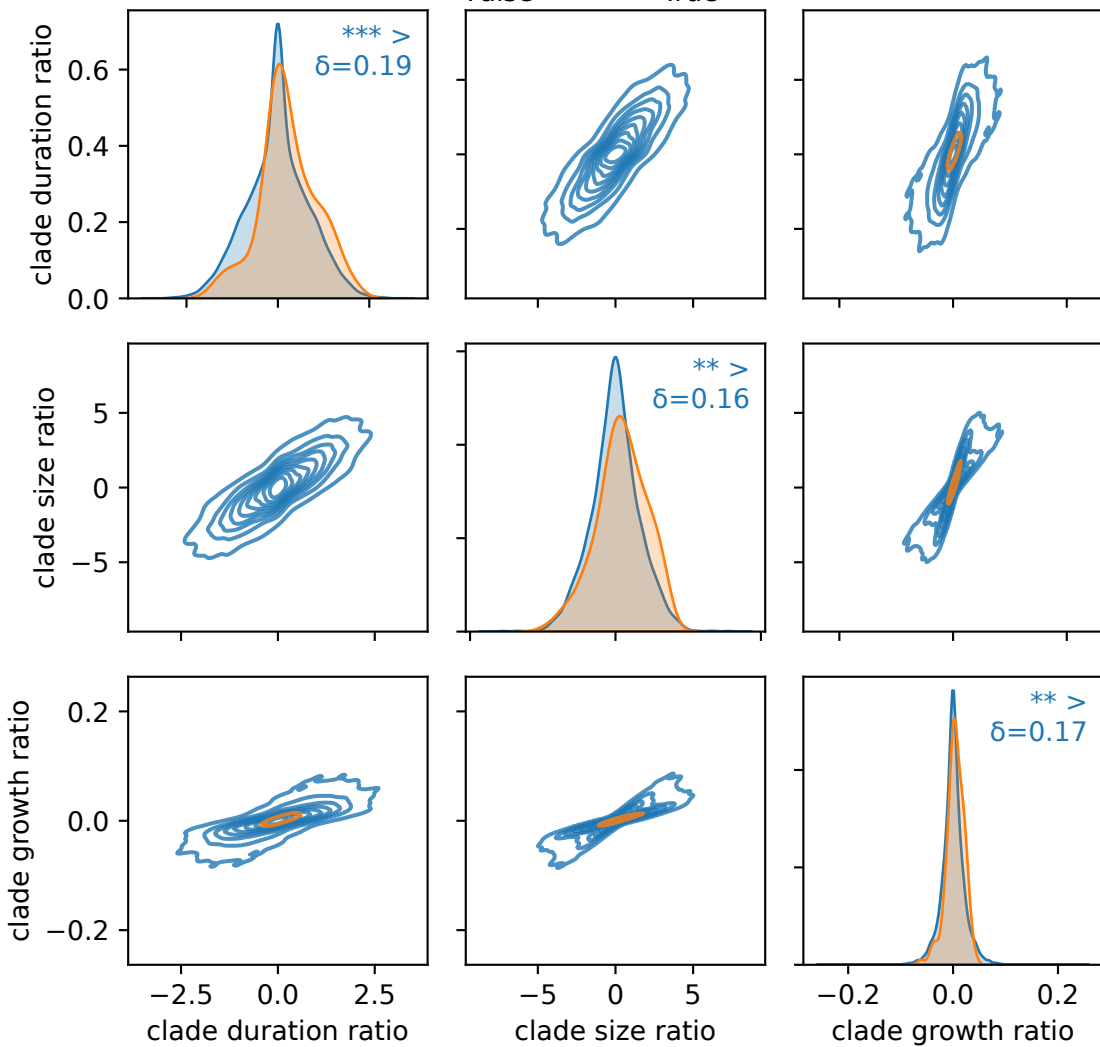 clade duration ratio
0.6
0.4
0.2
0.0
*** >
δ=0.19
clade size ratio
5
0
−5
** >
δ=0.16
clade growth ratio
0.2
0.0
−0.2
** >
δ=0.17
−2.5 0.0 2.5
−5 0 5
−0.2 0.0 0.2
clade duration ratio
clade size ratio
clade growth ratio